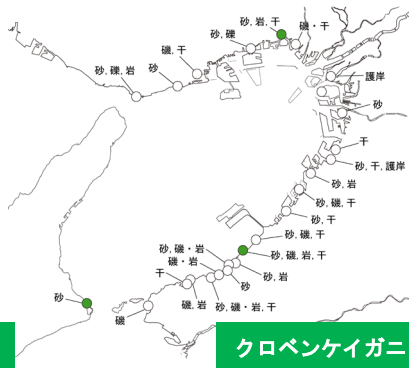 砂, 岩, 干
磯・干
砂, 礫
磯, 干
砂
砂, 礫, 岩
護岸
砂
干
砂, 干, 護岸
砂, 岩
砂, 礫, 干
砂, 干
砂, 礫, 干
砂, 礫・岩
砂, 礫, 岩, 干
礫・岩
砂, 岩
干
砂
砂
礫, 岩
砂, 礫・岩, 干
礫
クロベンケイガニ